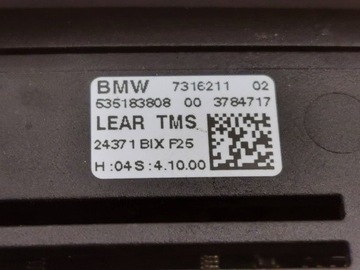 BMW 7316211 02
535183808 00 3784717
LEAR TMS
24371 BIX F25
H:04 S:4.10.00